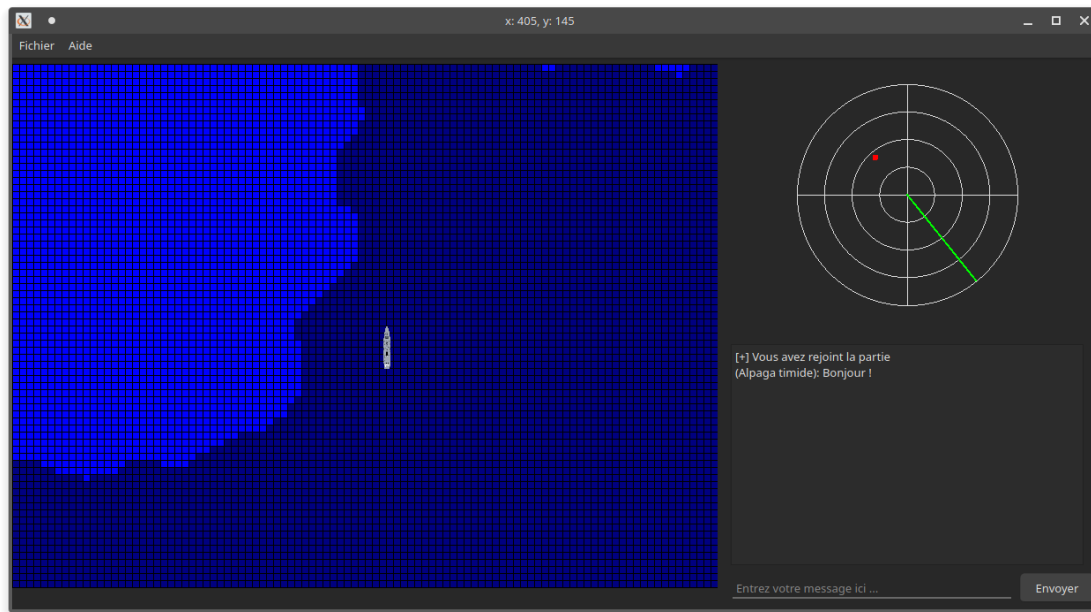 x: 405, y: 145
Fichier Aide
[+] Vous avez rejoint la partie
(Alpaga timide): Bonjour !
Entrez votre message ici ...
Envoyer